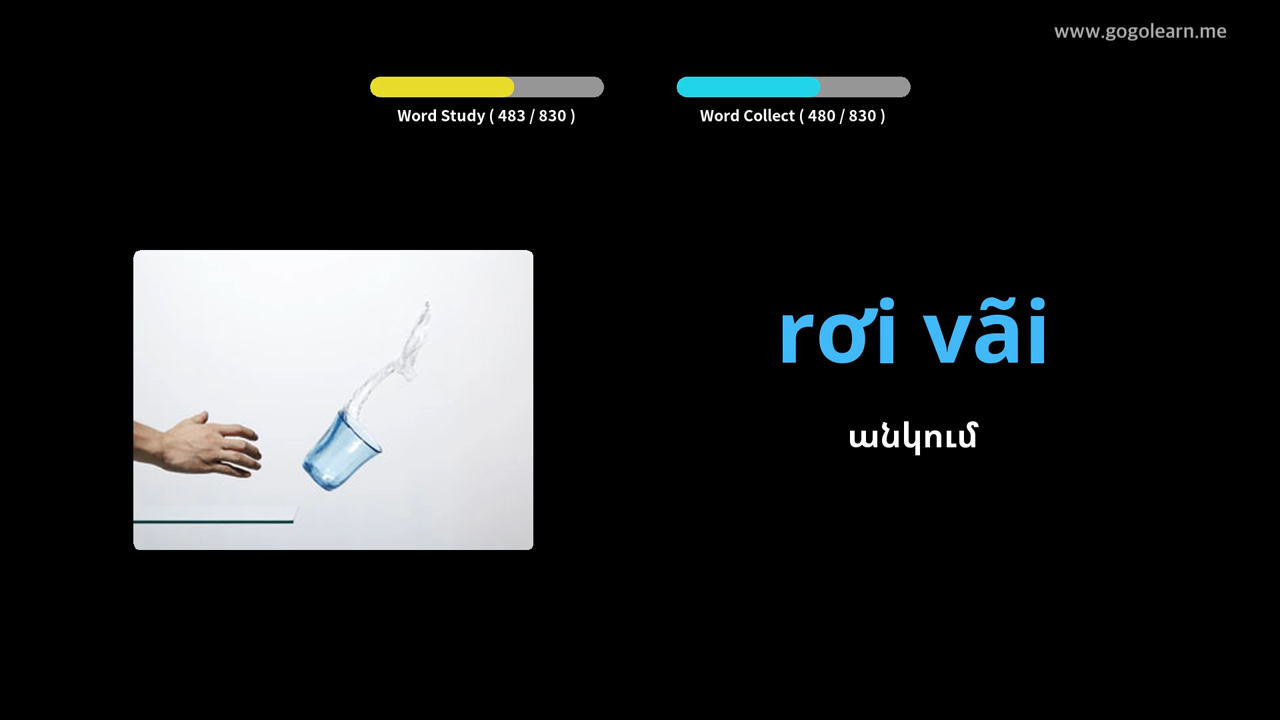 www.gogolearn.me
Word Study ( 483 / 830 )
Word Collect ( 480 / 830 )
rơi vãi
անկում